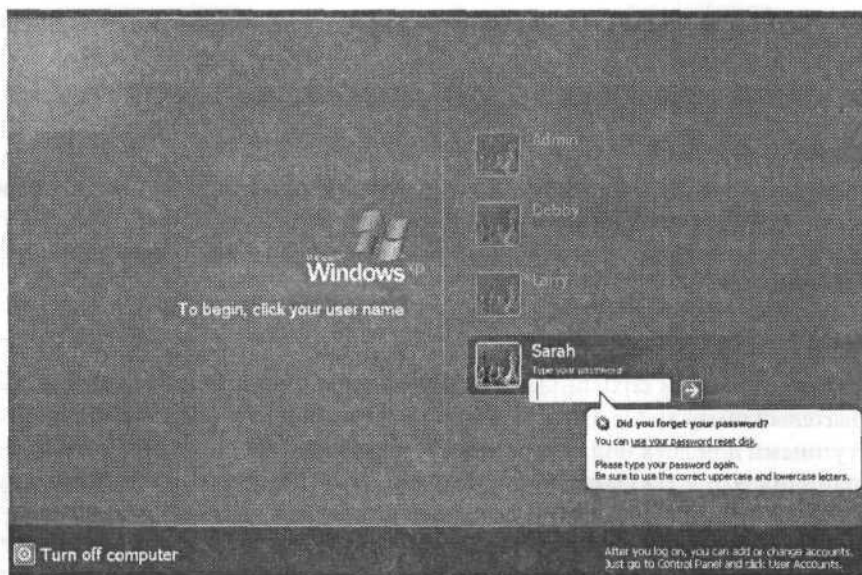 Admin
Debby
Larry
Microsoft
Windows xp
To begin, click your user name
Sarah
Type your password
Did you forget your password?
You can use your password reset disk.
Please type your password again.
Be sure to use the correct uppercase and lowercase letters.
Turn off computer
After you log on, you can add or change accounts.
Just go to Control Panel and click User Accounts.